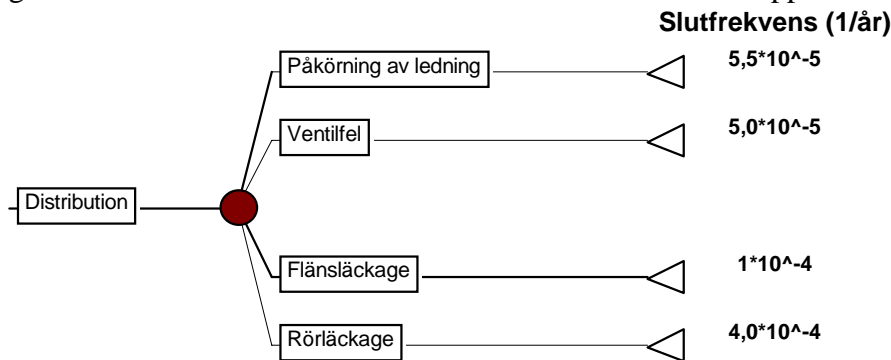 Slutfrekvens (1/år)
Påkörning av ledning 5,5*10^-5
Ventilfel 5,0*10^-5
Distribution
Flänsläckage 1*10^-4
Rörläckage 4,0*10^-4